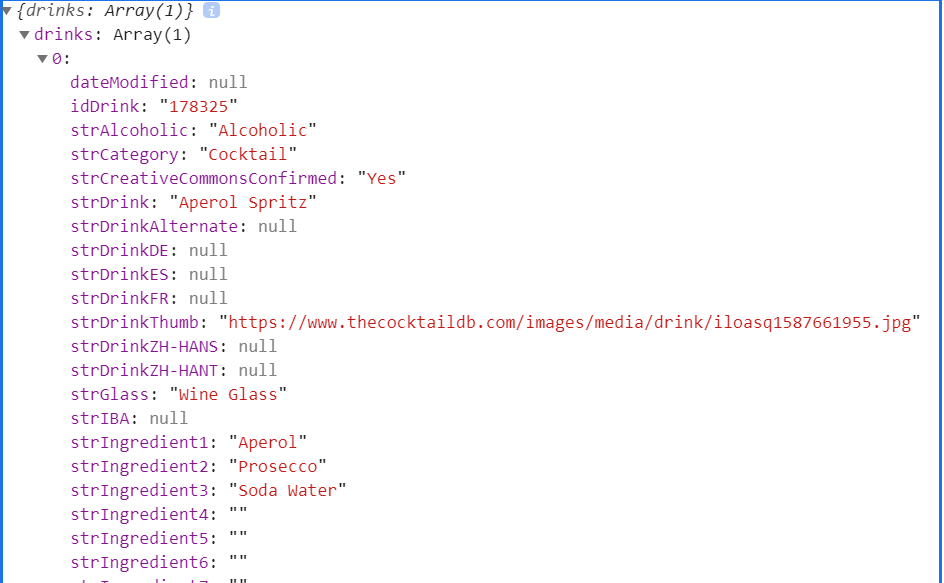 {drinks: Array(1)} i
drinks: Array(1)
0:
dateModified: null
idDrink: "178325"
strAlcoholic: "Alcoholic"
strCategory: "Cocktail"
strCreativeCommonsConfirmed: "Yes"
strDrink: "Aperol Spritz"
strDrinkAlternate: null
strDrinkDE: null
strDrinkES: null
strDrinkFR: null
strDrinkThumb: "https://www.thecocktaildb.com/images/media/drink/iloasq1587661955.jpg"
strDrinkZH-HANS: null
strDrinkZH-HANT: null
strGlass: "Wine Glass"
strIBA: null
strIngredient1: "Aperol"
strIngredient2: "Prosecco"
strIngredient3: "Soda Water"
strIngredient4: ""
strIngredient5: ""
strIngredient6: ""